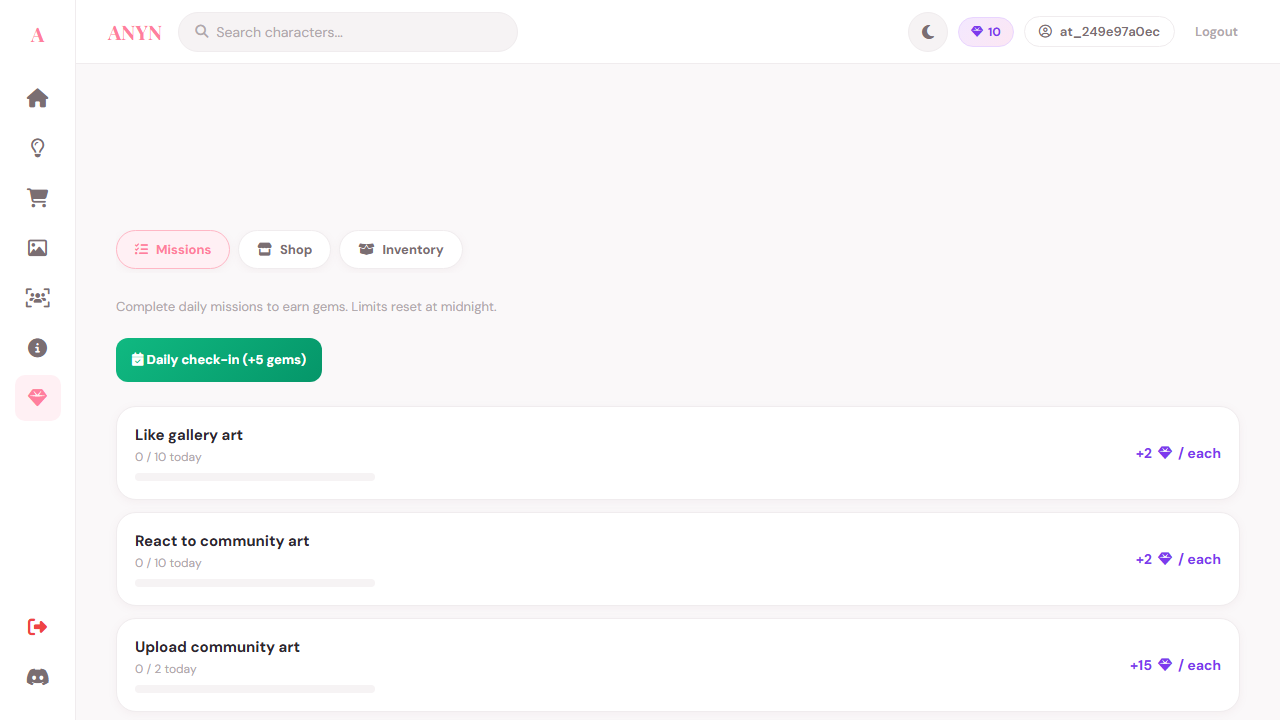 A
ANYN
Search characters...
10
at_249e97a0ec
Logout
Missions
Shop
Inventory
Complete daily missions to earn gems. Limits reset at midnight.
Daily check-in (+5 gems)
Like gallery art
0 / 10 today
+2 / each
React to community art
0 / 10 today
+2 / each
Upload community art
0 / 2 today
+15 / each